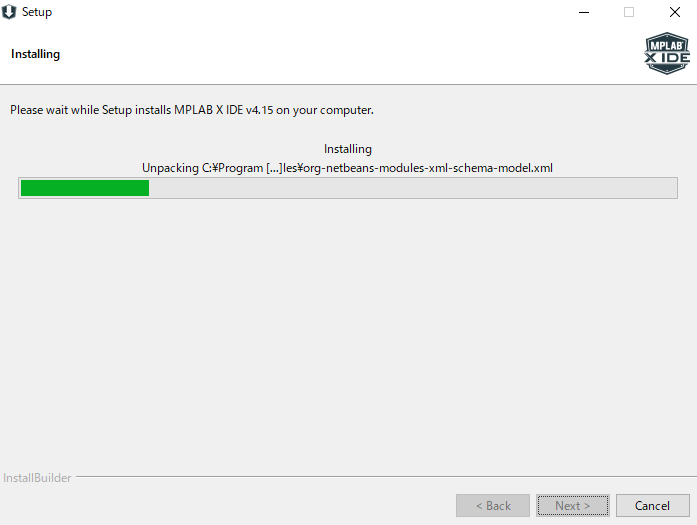 Setup
Installing
MPLAB
X IDE
Please wait while Setup installs MPLAB X IDE v4.15 on your computer.
Installing
Unpacking C:¥Program [...]les¥org-netbeans-modules-xml-schema-model.xml
InstallBuilder
< Back
Next >
Cancel